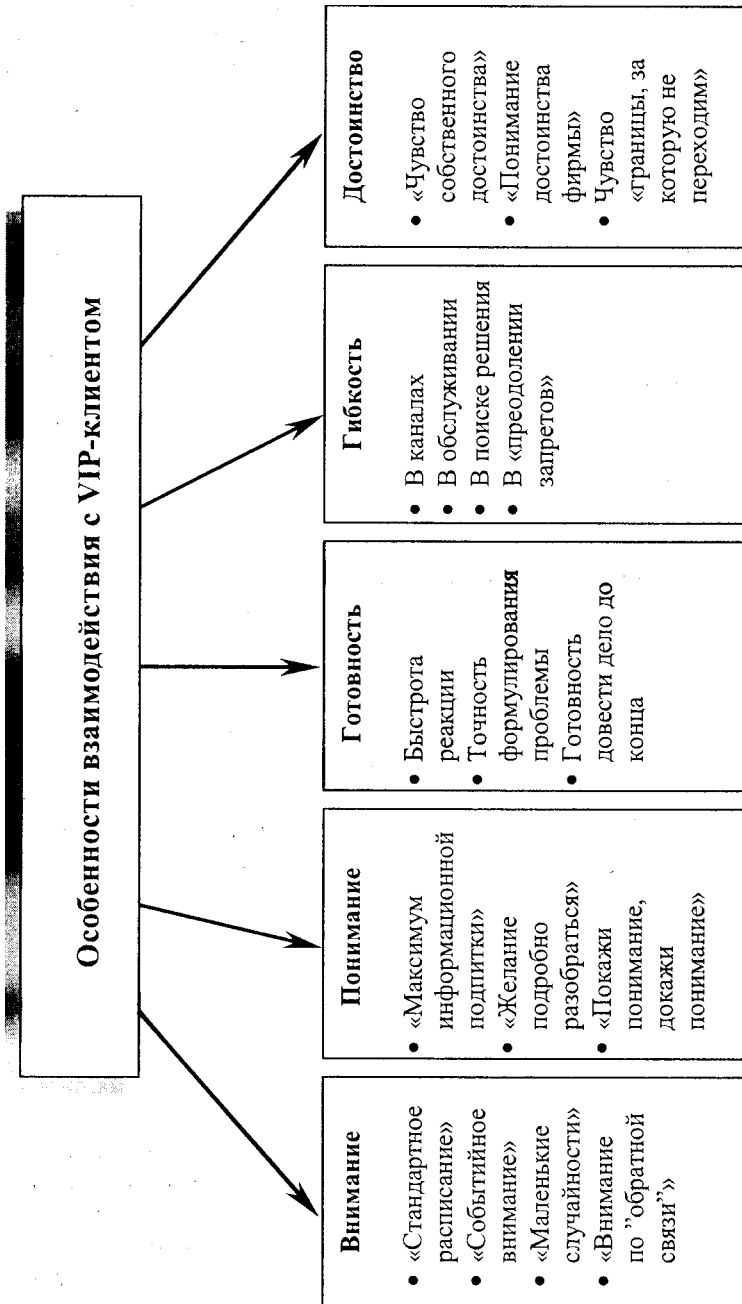 Особенности взаимодействия с VIP-клиентом
Внимание
• «Стандартное
расписание»
• «Событийное
внимание»
• «Маленькие
случайности»
• «Внимание
по ”обратной
связи”»
Понимание
• «Максимум
информационной
подпитки»
• «Желание
подробно
разобраться»
• «Покажи
понимание,
докажи
понимание»
Готовность
• Быстрота
реакции
• Точность
формулирования
проблемы
• Готовность
довести дело до
конца
Гибкость
• В каналах
• В обслуживании
• В поиске решения
• В «преодолении
запретов»
Достоинство
• «Чувство
собственного
достоинства»
• «Понимание
достоинства
фирмы»
• Чувство
«границы, за
которую не
переходим»